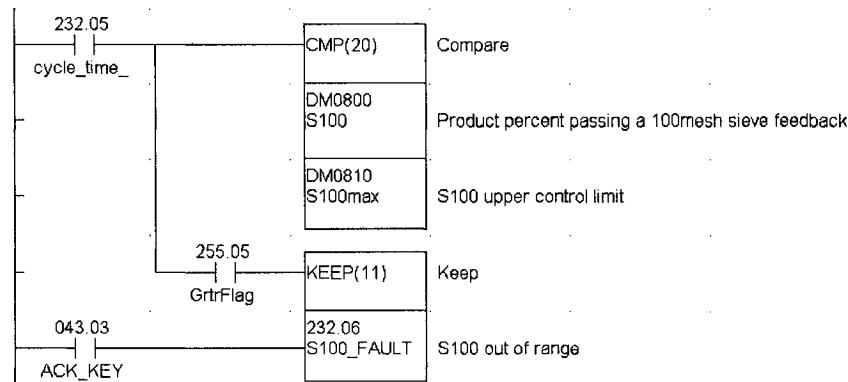 232.05
cycle_time_
CMP(20) Compare
DM0800
S100 Product percent passing a 100mesh sieve feedback
DM0810
S100max S100 upper control limit
255.05
GrtrFlag
KEEP(11) Keep
043.03
ACK_KEY
232.06
S100_FAULT S100 out of range